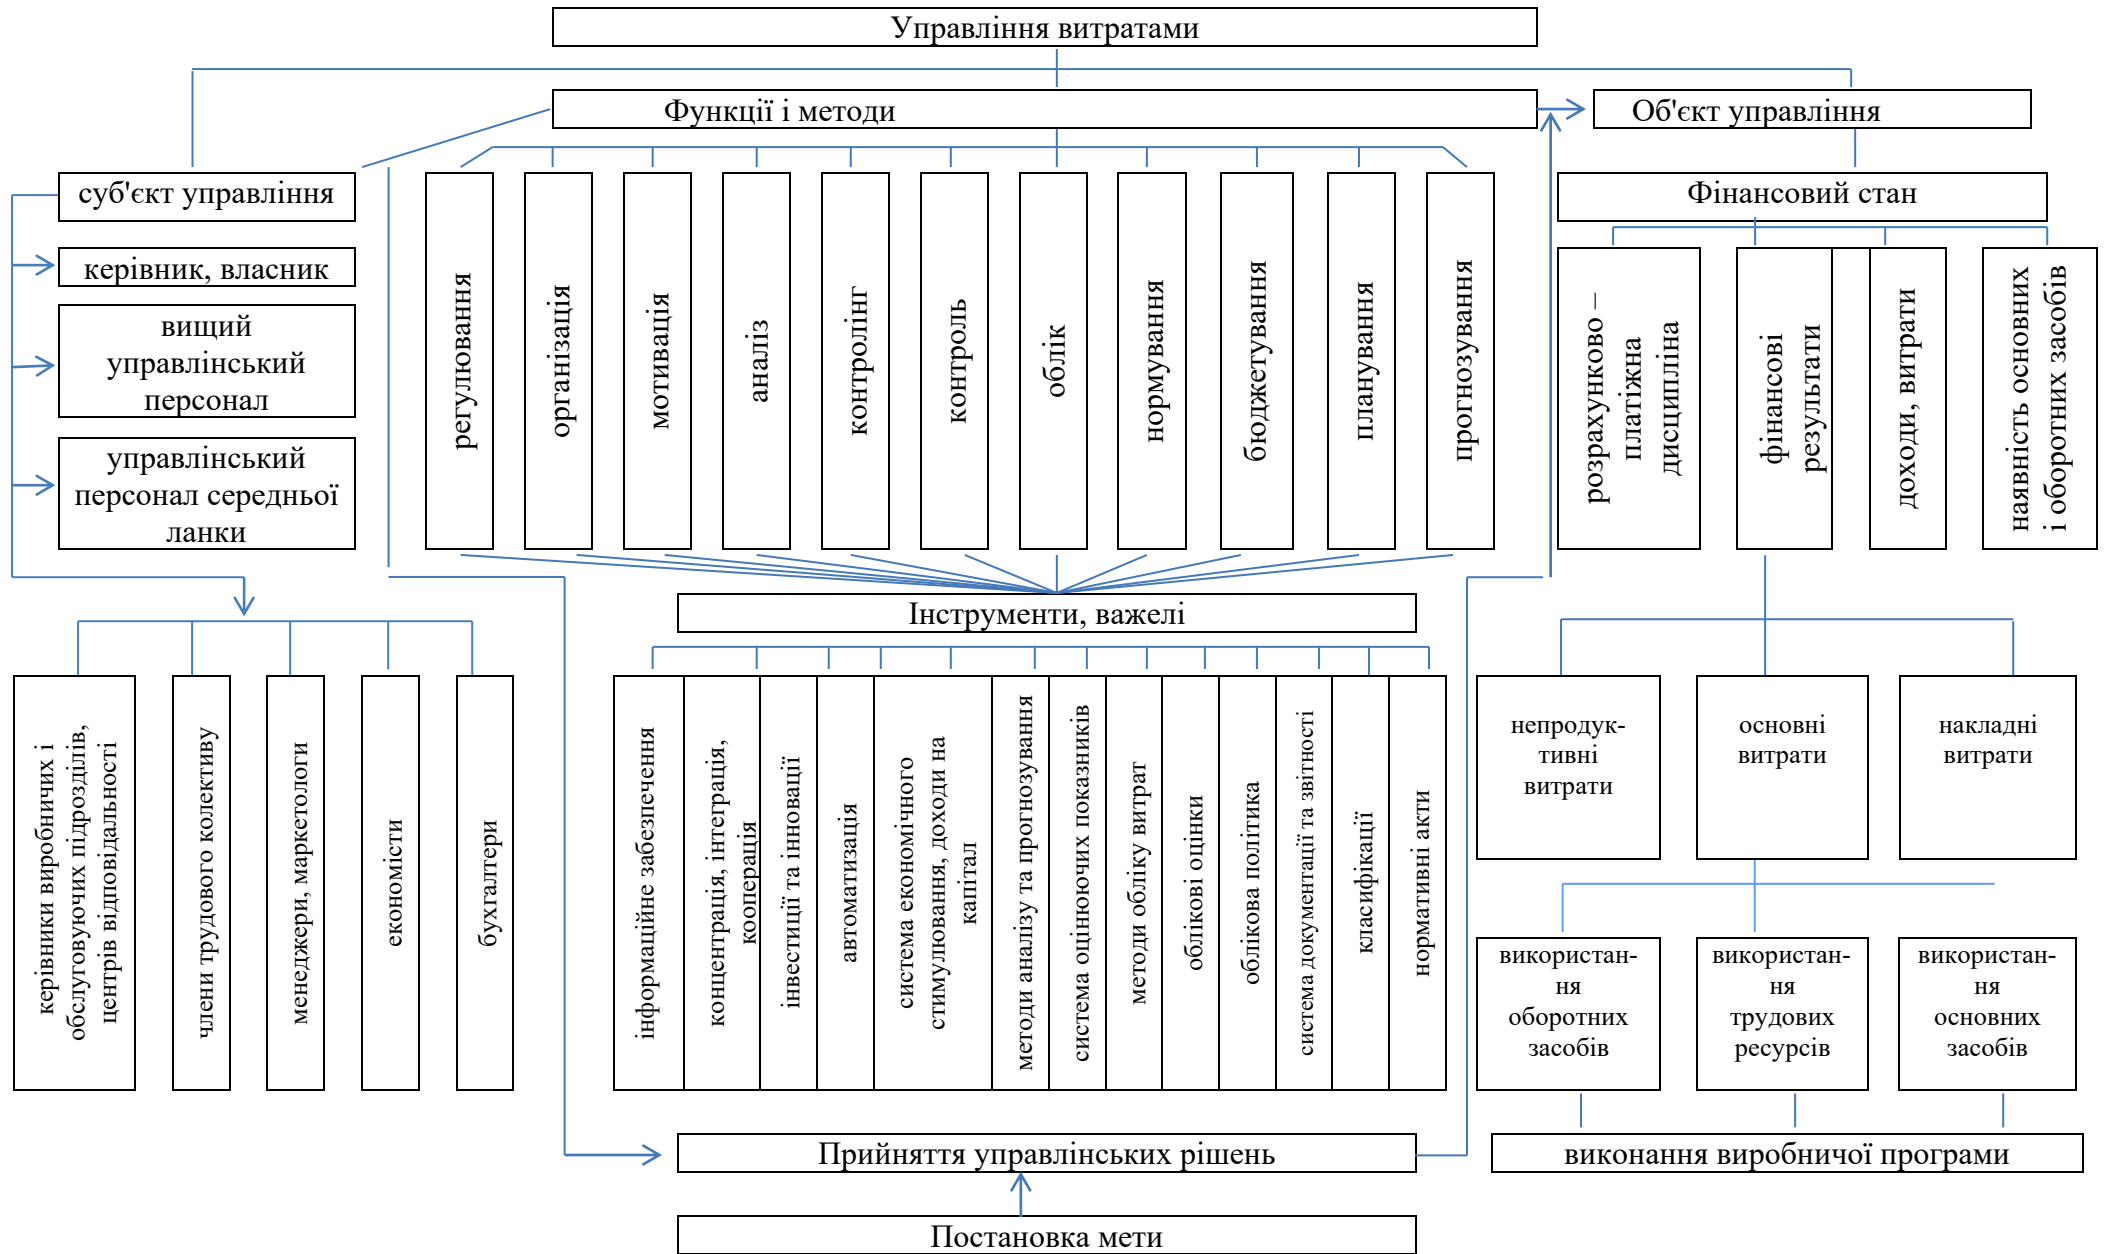 Управління витратами
Функції і методи
Об'єкт управління
суб'єкт управління
керівник, власник
вищий
управлінський
персонал
управлінський
персонал середньої
ланки
регулювання
організація
мотивація
аналіз
контролінг
контроль
облік
нормування
бюджетування
планування
прогнозування
Фінансовий стан
розрахунково –
платіжна
дисципліна
фінансові
результати
доходи, витрати
наявність основних
і оборотних засобів
Інструменти, важелі
керівники виробничих і
обслуговуючих підрозділів,
центрів відповідальності
члени трудового колективу
менеджери, маркетологи
економісти
бухгалтери
інформаційне забезпечення
концентрація, інтеграція,
кооперація
інвестиції та інновації
автоматизація
система економічного
стимулювання, доходи на
капітал
методи аналізу та прогнозування
система оцінюючих показників
методи обліку витрат
облікові оцінки
облікова політика
система документації та звітності
класифікації
нормативні акти
непродук-
тивні
витрати
основні
витрати
накладні
витрати
використан-
ня
оборотних
засобів
використан-
ня
трудових
ресурсів
використан-
ня
основних
засобів
Прийняття управлінських рішень
виконання виробничої програми
Постановка мети